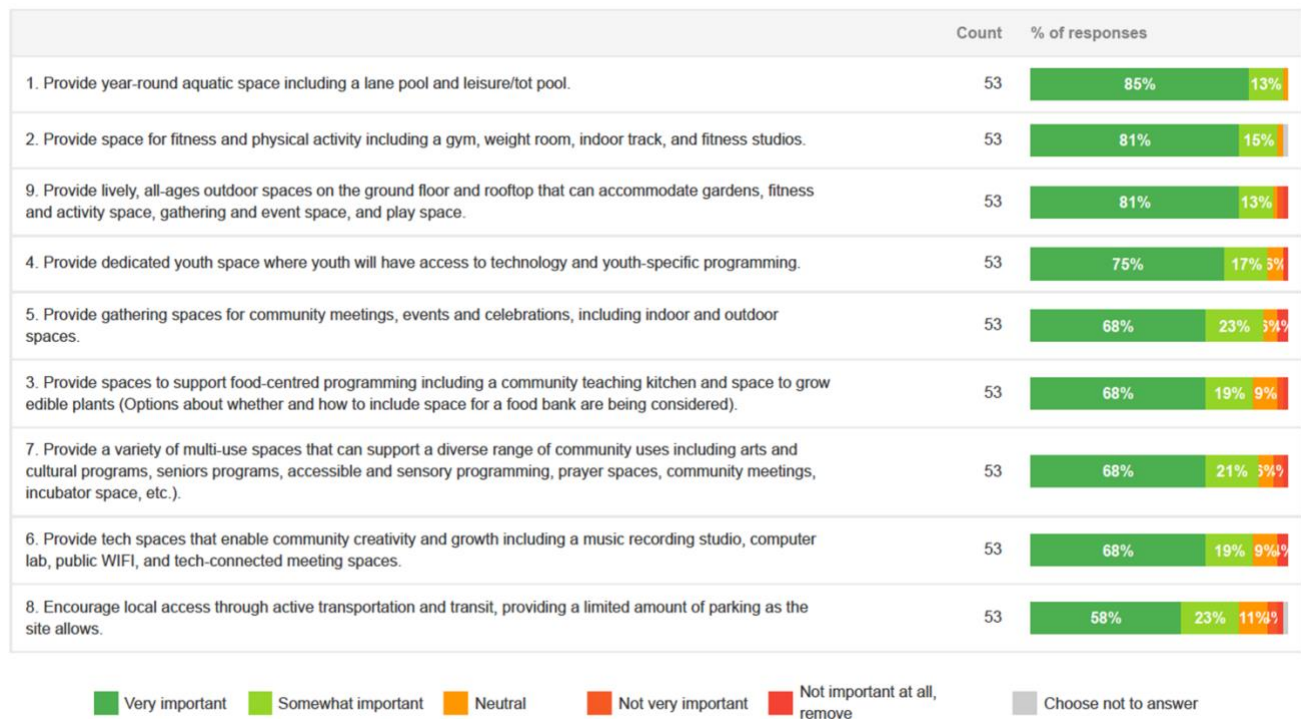 Count % of responses
1. Provide year-round aquatic space including a lane pool and leisure/tot pool. 53 85% 13%
2. Provide space for fitness and physical activity including a gym, weight room, indoor track, and fitness studios. 53 81% 15%
9. Provide lively, all-ages outdoor spaces on the ground floor and rooftop that can accommodate gardens, fitness
and activity space, gathering and event space, and play space. 53 81% 13%
4. Provide dedicated youth space where youth will have access to technology and youth-specific programming. 53 75% 17%
5. Provide gathering spaces for community meetings, events and celebrations, including indoor and outdoor
spaces. 53 68% 23%
3. Provide spaces to support food-centred programming including a community teaching kitchen and space to grow
edible plants (Options about whether and how to include space for a food bank are being considered). 53 68% 19% 9%
7. Provide a variety of multi-use spaces that can support a diverse range of community uses including arts and
cultural programs, seniors programs, accessible and sensory programming, prayer spaces, community meetings,
incubator space, etc.). 53 68% 21%
6. Provide tech spaces that enable community creativity and growth including a music recording studio, computer
lab, public WIFI, and tech-connected meeting spaces. 53 68% 19% 9%
8. Encourage local access through active transportation and transit, providing a limited amount of parking as the
site allows. 53 58% 23% 11%
Very important Somewhat important Neutral Not very important Not important at all,
remove Choose not to answer